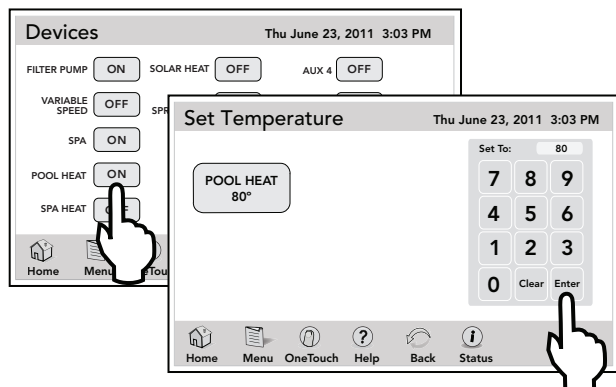 Devices
Thu June 23, 2011 3:03 PM
FILTER PUMP ON SOLAR HEAT OFF AUX 4 OFF
VARIABLE
SPEED OFF
SPA ON
POOL HEAT ON
SPA HEAT
Home
Set Temperature
Thu June 23, 2011 3:03 PM
POOL HEAT
80°
Set To: 80
7 8 9
4 5 6
1 2 3
0 Clear Enter
Home Menu OneTouch Help Back Status